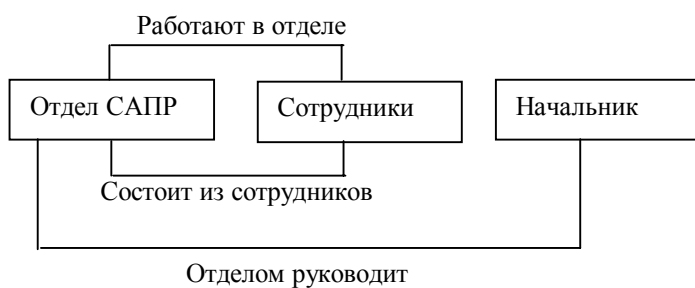 Работают в отделе
Отдел САПР
Сотрудники
Начальник
Состоит из сотрудников
Отделом руководит